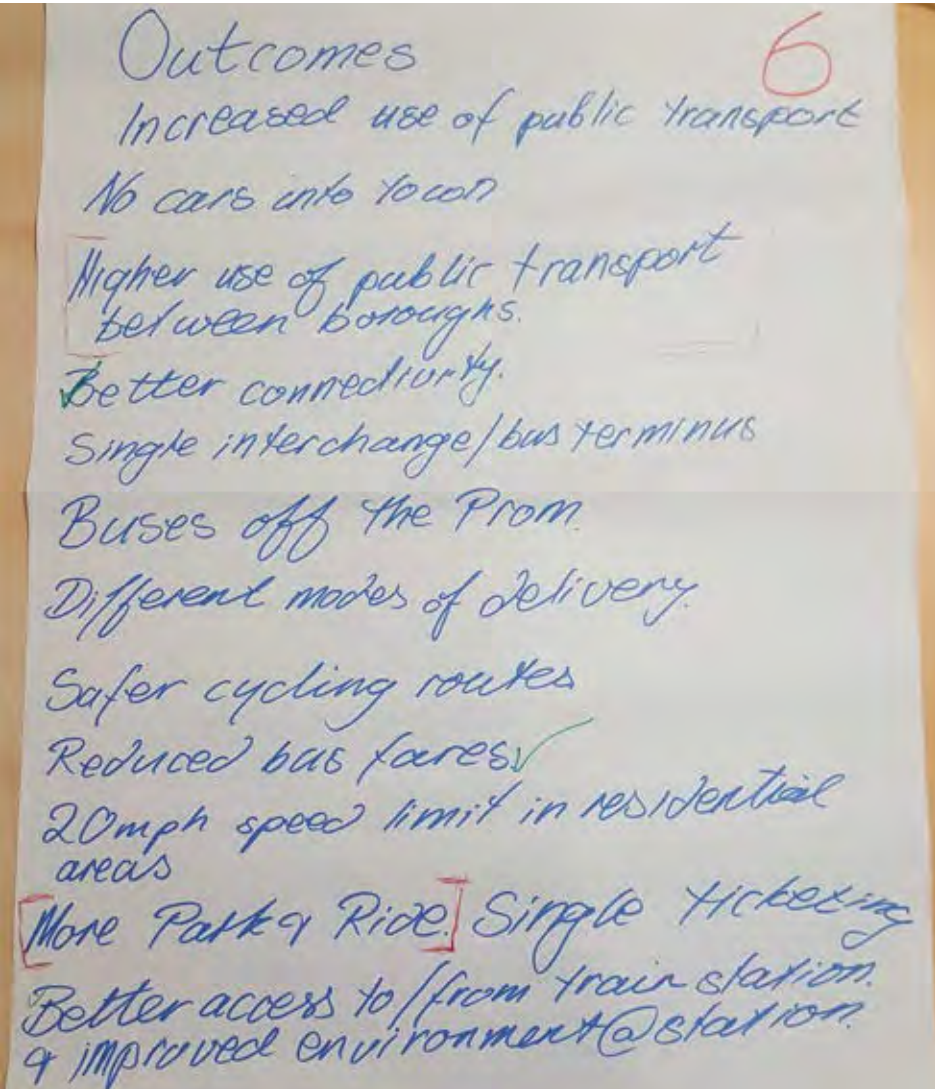 Outcomes 6
Increased use of public transport
No cars into town
Higher use of public transport
between boroughs.
Better connectivity.
Single interchange/bus terminus
Buses off the Prom
Different modes of delivery.
Safer cycling routes
Reduced bus fares
20mph speed limit in residential
areas
[More Park & Ride.] Single ticketing
Better access to/from train station.
& improved environment@station.